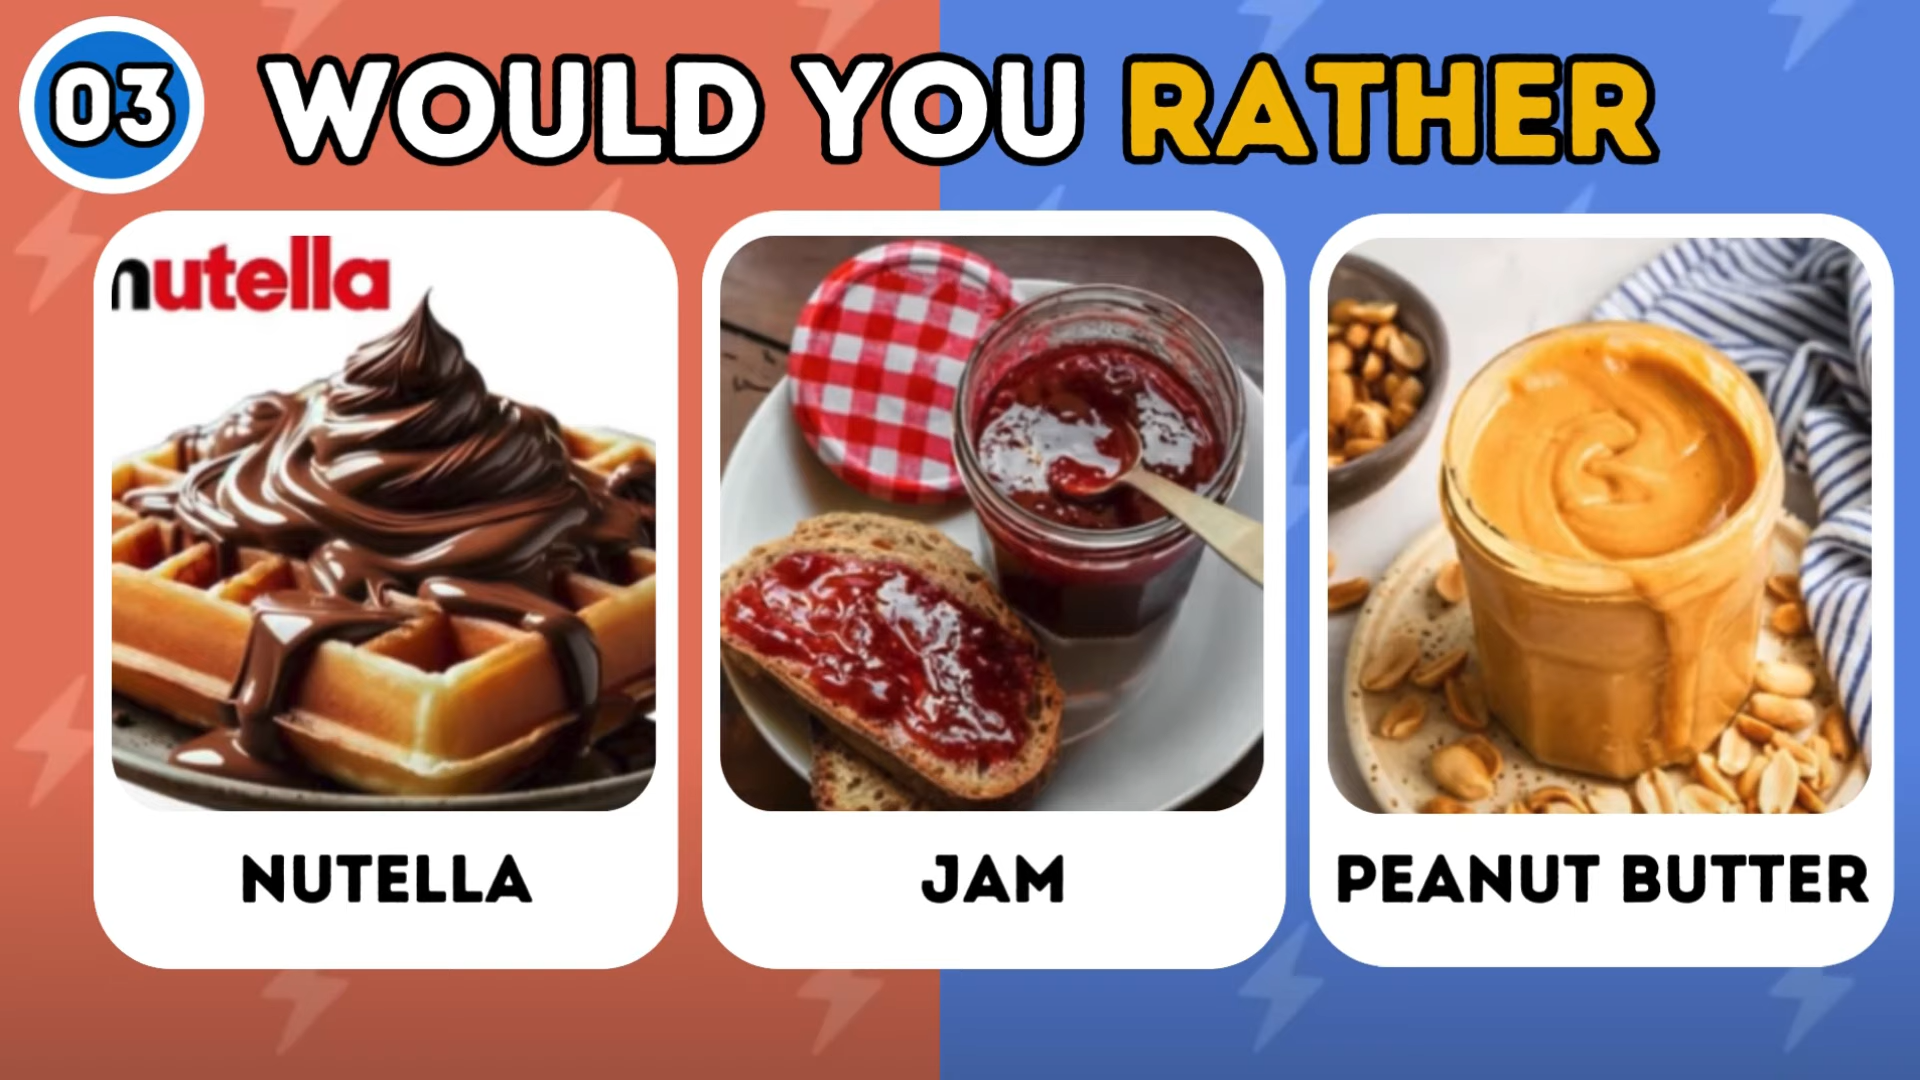 03
WOULD YOU RATHER
nutella
NUTELLA
JAM
PEANUT BUTTER